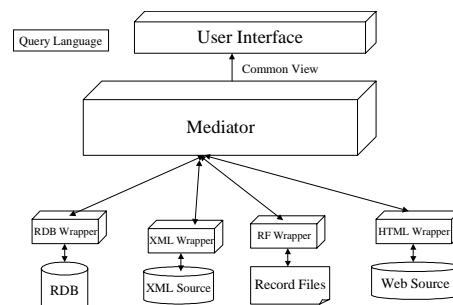 Query Language
User Interface
Common View
Mediator
RDB Wrapper
XML Wrapper
RF Wrapper
HTML Wrapper
RDB
XML Source
Record Files
Web Source